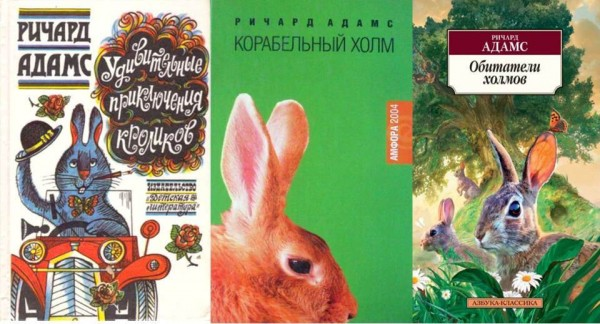 РИЧАРД
АДАМС
Удивительные
приключения
кроликов
Издательство
«Детская
литература»
РИЧАРД АДАМС
КОРАБЕЛЬНЫЙ ХОЛМ
АМФОРА 2004
РИЧАРД
АДАМС
Обитатели
холмов
АЗБУКА-КЛАССИКА